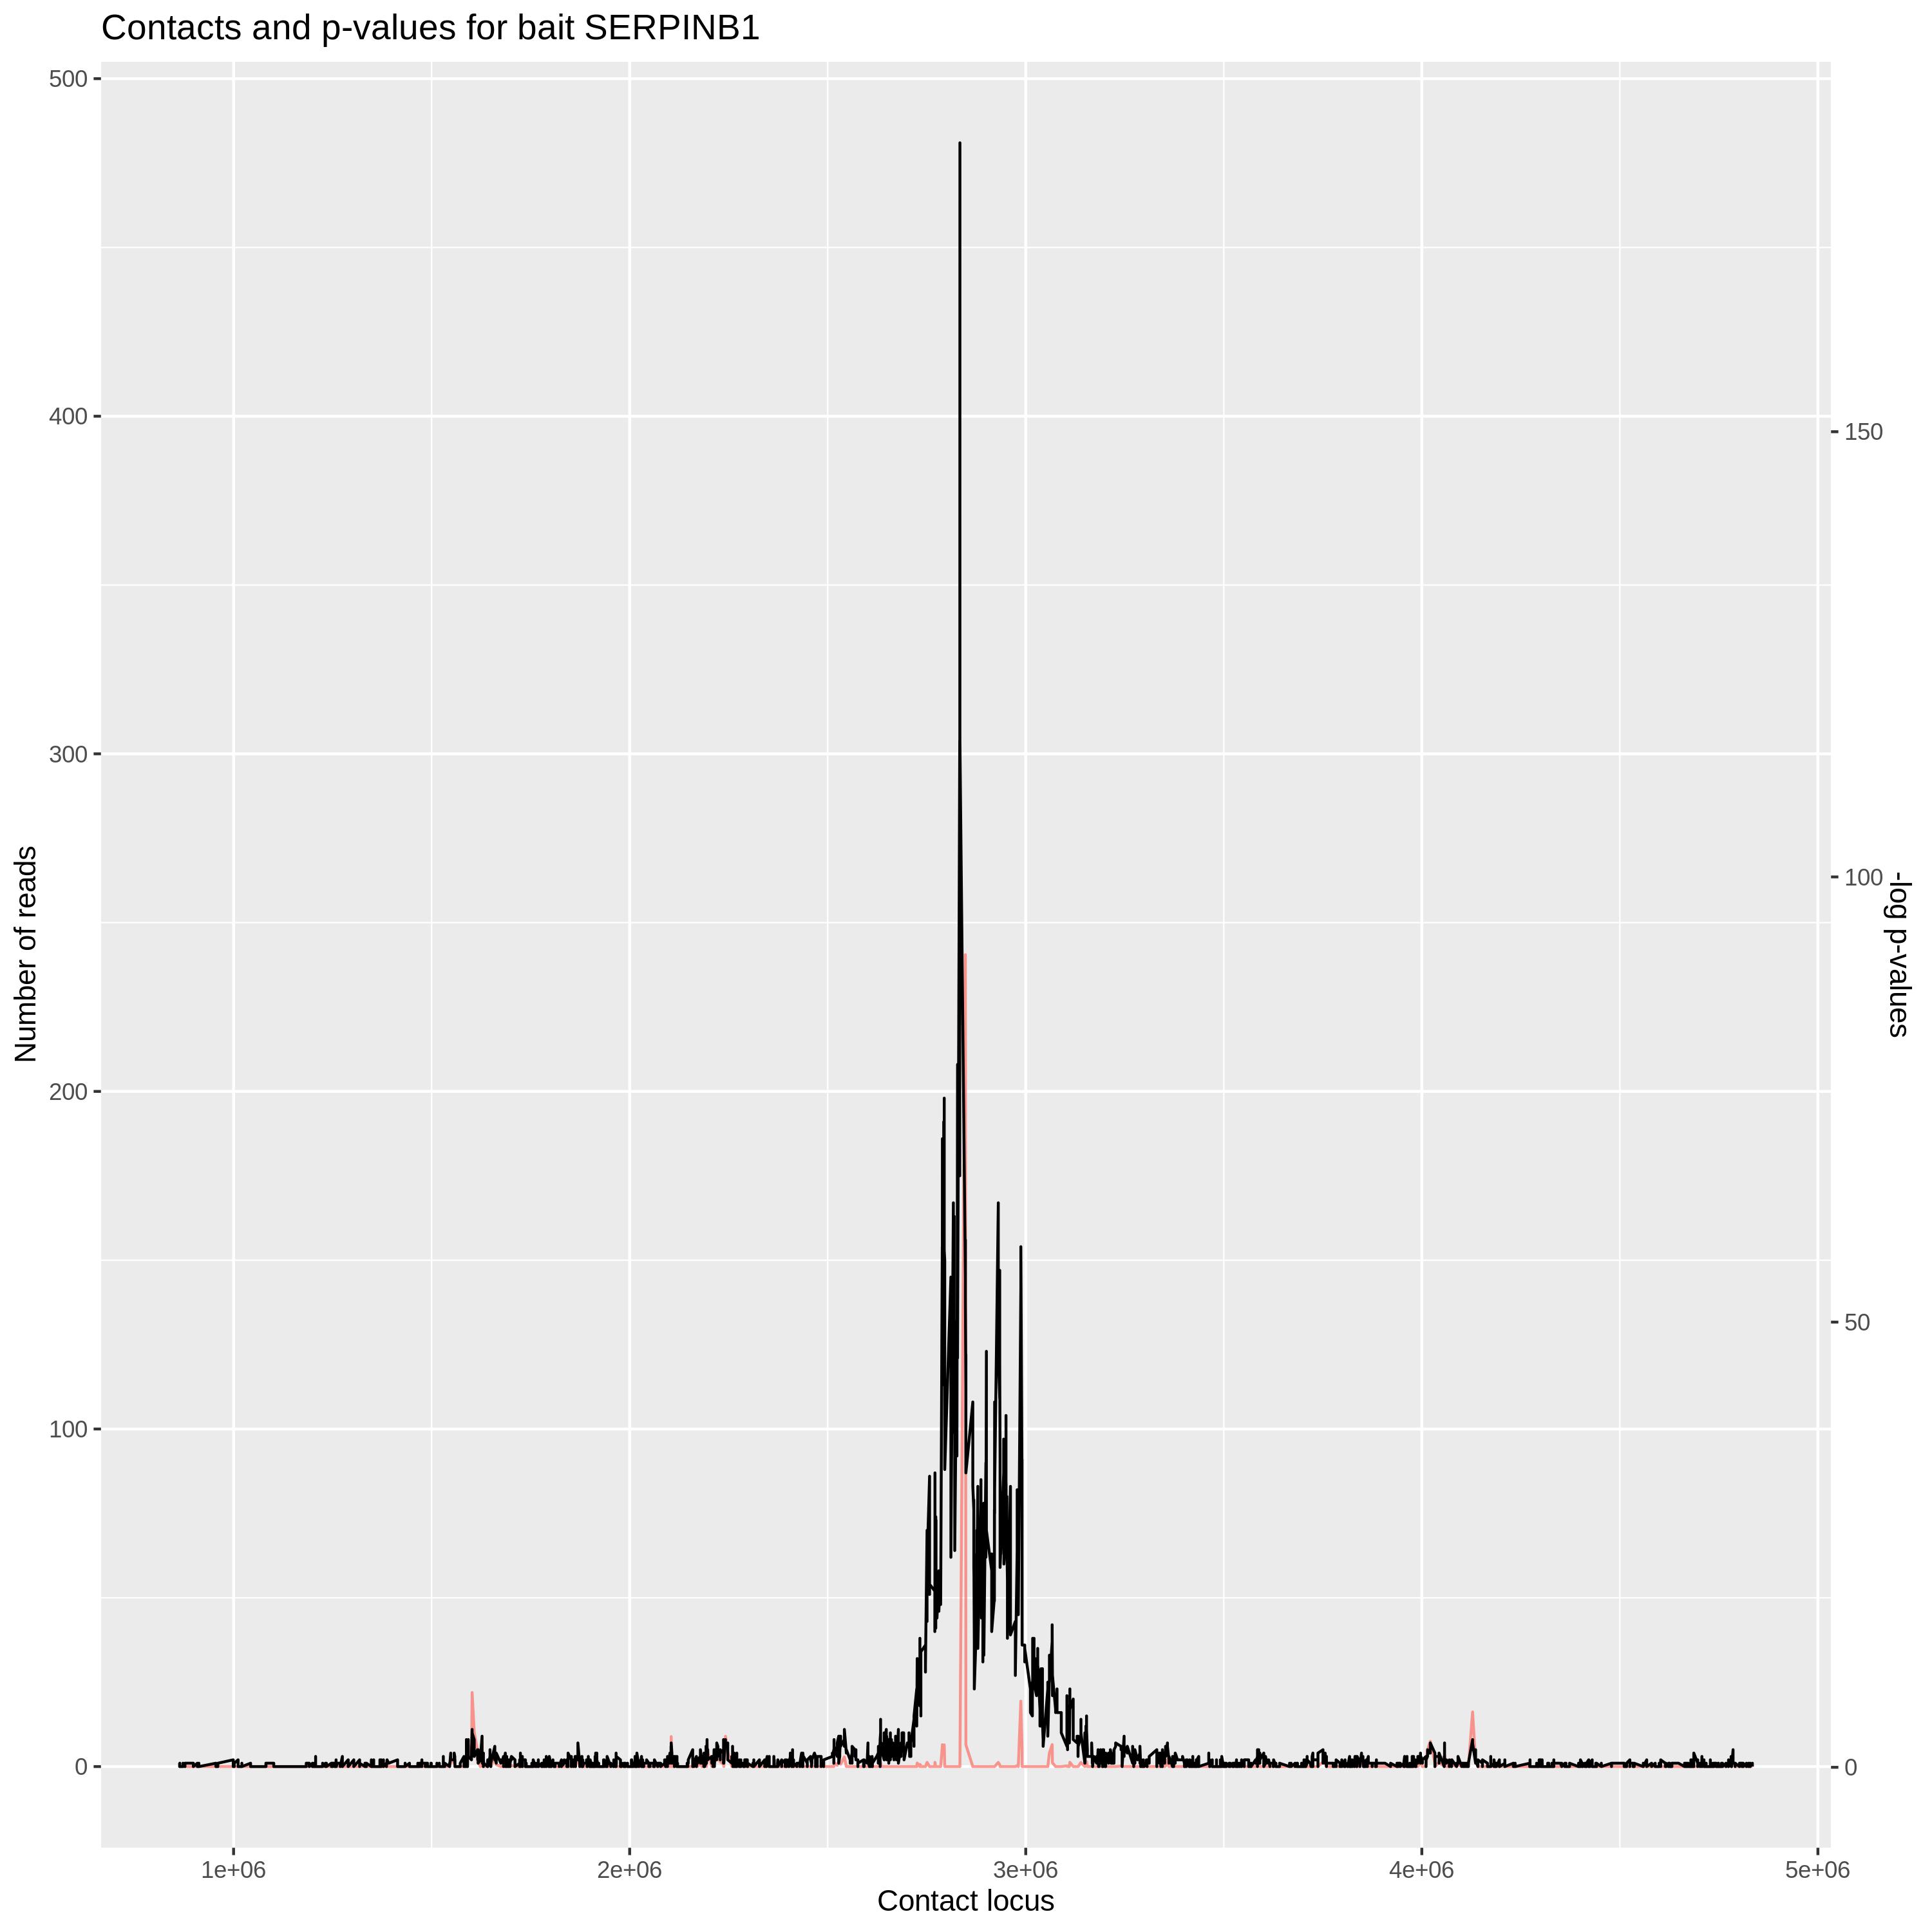 Contacts and p-values for bait SERPINB1
500
400
300
200
100
0
Number of reads
150
100
50
0
-log p-values
1e+06
2e+06
3e+06
4e+06
5e+06
Contact locus